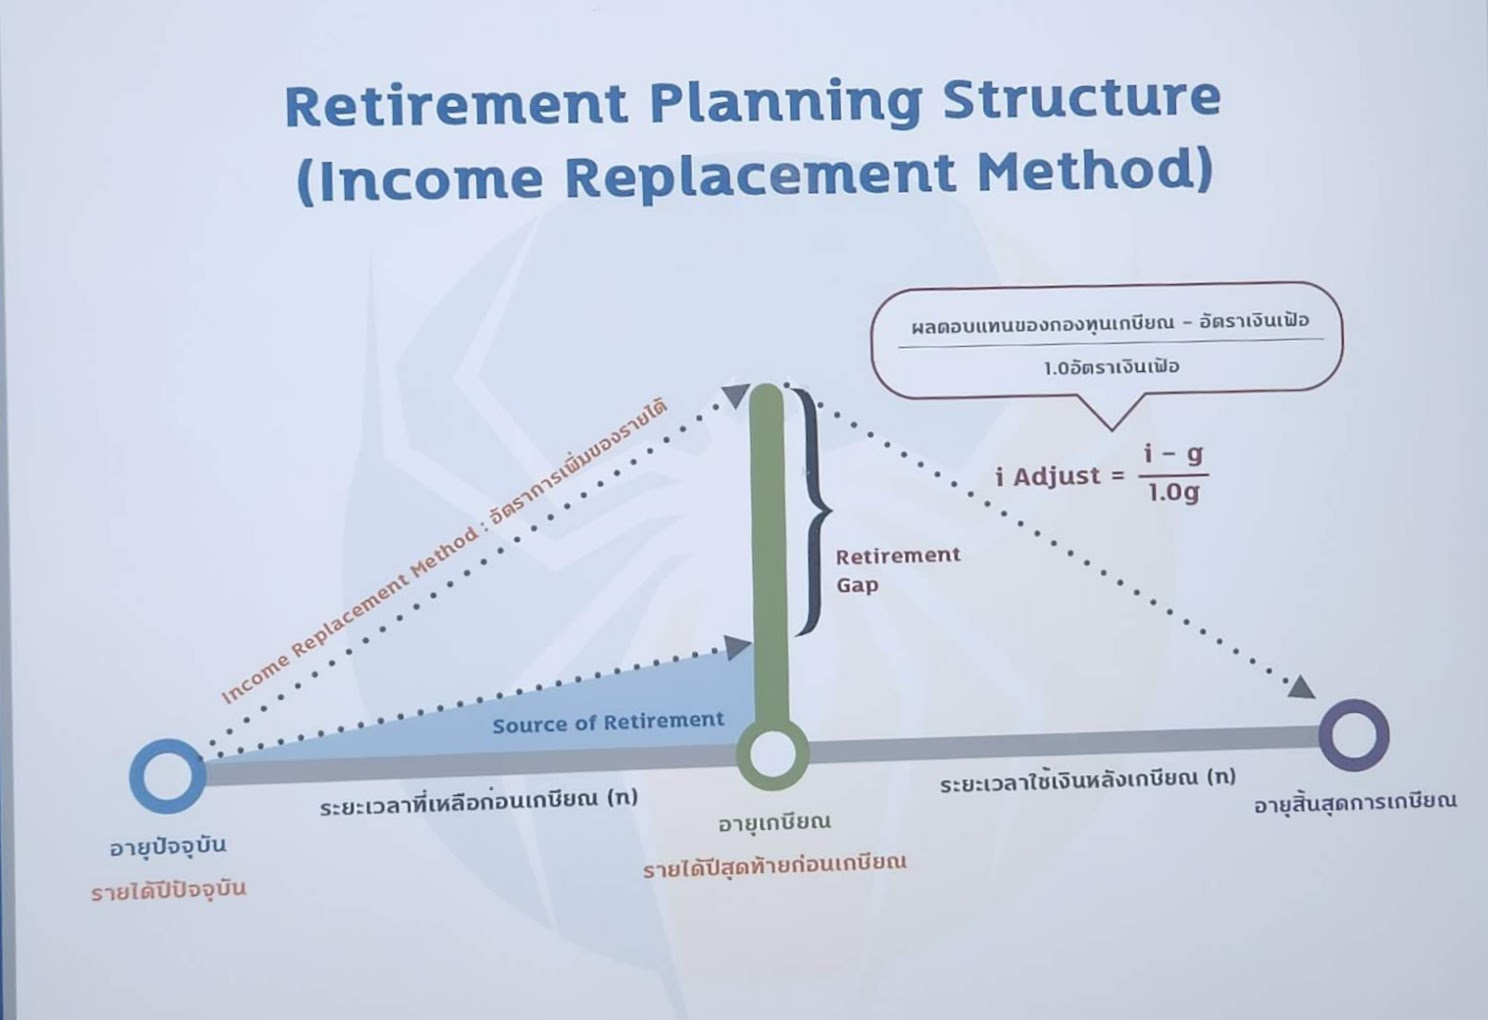 Retirement Planning Structure
(Income Replacement Method)
ผลตอบแทนของกองทุนเกษียณ - อัตราเงินเฟ้อ
1.0อัตราเงินเฟ้อ
i Adjust = i - g
1.0g
Income Replacement Method : อัตราการเพิ่มของรายได้
Retirement
Gap
Source of Retirement
ระยะเวลาที่เหลือก่อนเกษียณ (n)
ระยะเวลาใช้เงินหลังเกษียณ (n)
อายุปัจจุบัน
รายได้ปีปัจจุบัน
อายุเกษียณ
รายได้ปีสุดท้ายก่อนเกษียณ
อายุสิ้นสุดการเกษียณ